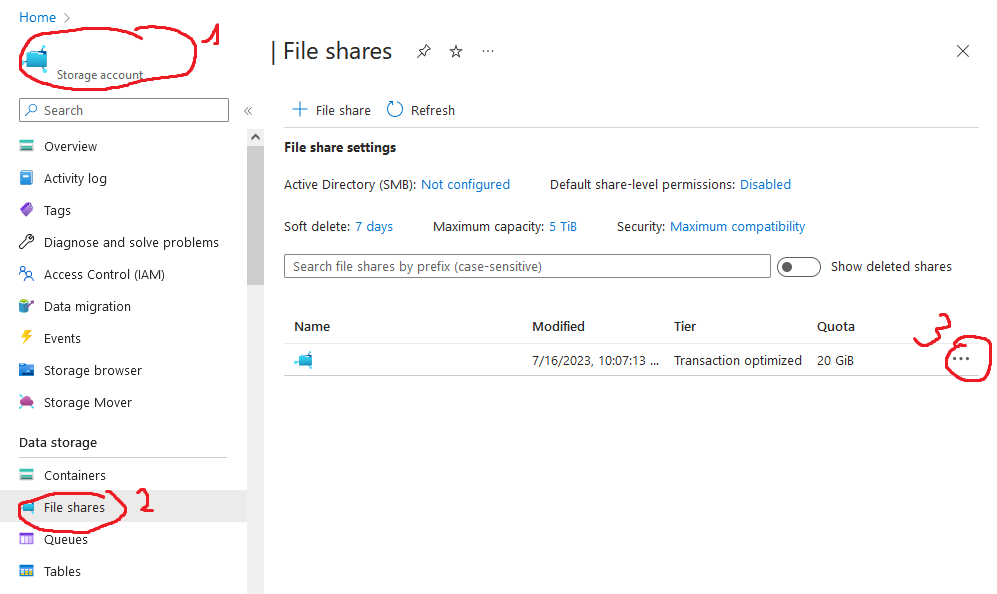 Home
1
Storage account
| File shares
...
Search
«
+ File share
Refresh
Overview
Activity log
Tags
Diagnose and solve problems
Access Control (IAM)
Data migration
Events
Storage browser
Storage Mover
Data storage
Containers
File shares 2
Queues
Tables
File share settings
Active Directory (SMB): Not configured Default share-level permissions: Disabled
Soft delete: 7 days Maximum capacity: 5 TiB Security: Maximum compatibility
Search file shares by prefix (case-sensitive) Show deleted shares
Name Modified Tier Quota
3
7/16/2023, 10:07:13 ... Transaction optimized 20 GiB ...